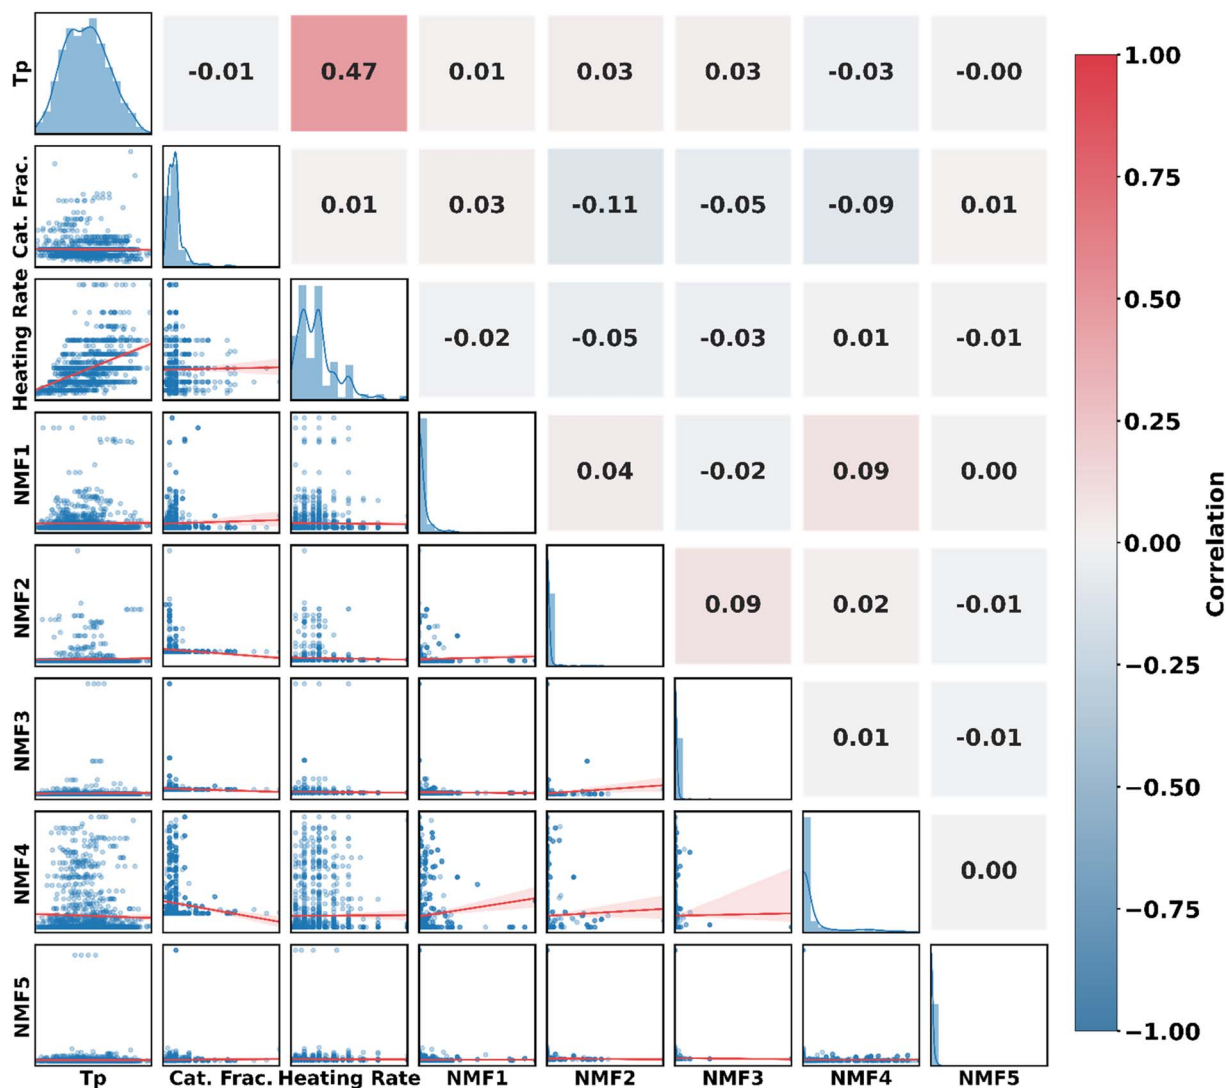 Tp
-0.01 0.47 0.01 0.03 0.03 -0.03 -0.00
Cat. Frac.
0.01 0.03 -0.11 -0.05 -0.09 0.01
Heating Rate
-0.02 -0.05 -0.03 0.01 -0.01
NMF1
0.04 -0.02 0.09 0.00
NMF2
0.09 0.02 -0.01
NMF3
0.01 -0.01
NMF4
0.00
NMF5
Tp Cat. Frac. Heating Rate NMF1 NMF2 NMF3 NMF4 NMF5
1.00
0.75
0.50
0.25
0.00
−0.25
−0.50
−0.75
−1.00
Correlation